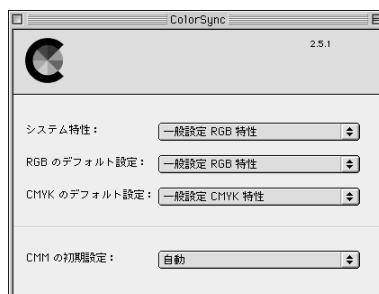 ColorSync
2.5.1
システム特性： 一般設定 RGB 特性
RGB のデフォルト設定： 一般設定 RGB 特性
CMYK のデフォルト設定： 一般設定 CMYK 特性
CMM の初期設定： 自動